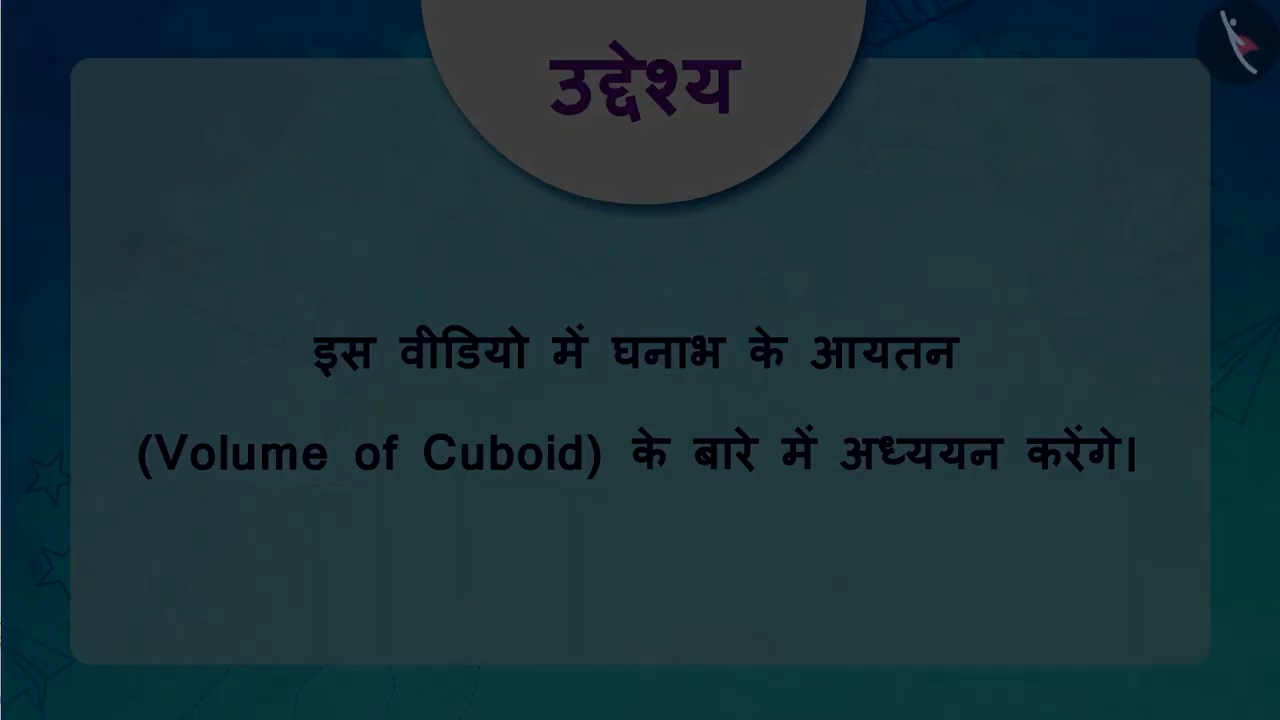 उद्देश्य
इस वीडियो में घनाभ के आयतन
(Volume of Cuboid) के बारे में अध्ययन करेंगे।